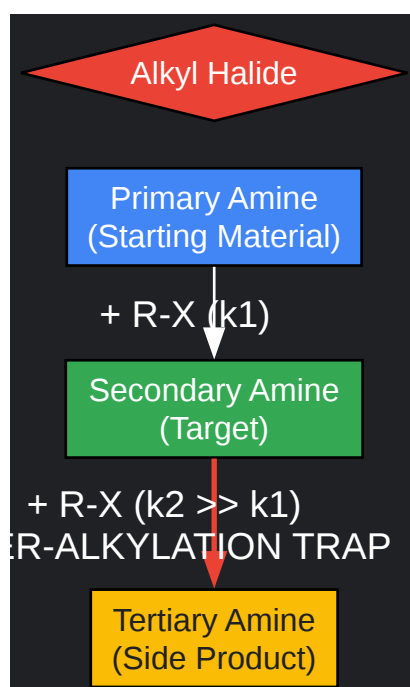 Alkyl Halide
Primary Amine
(Starting Material)
+ R-X (k1)
Secondary Amine
(Target)
+ R-X (k2 >> k1)
ER-ALKYLATION TRAP
Tertiary Amine
(Side Product)